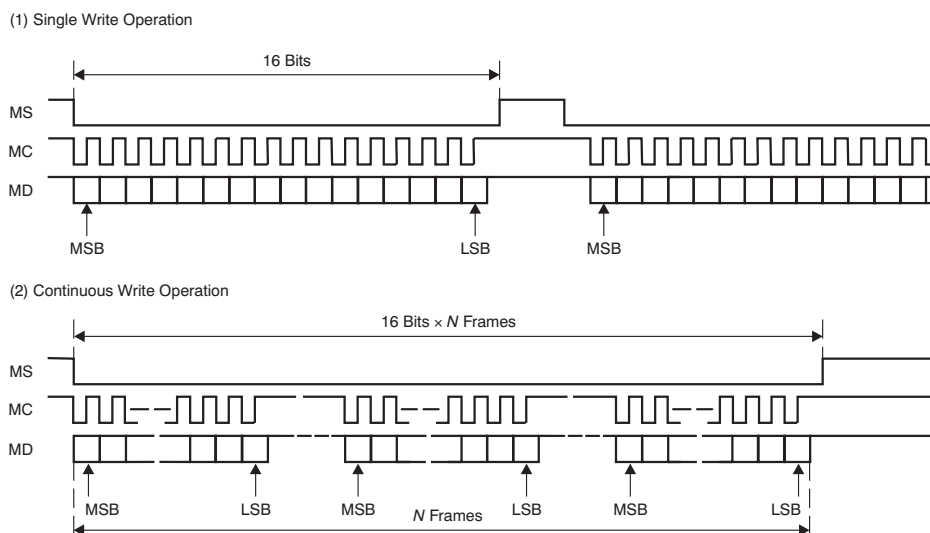 (1) Single Write Operation
16 Bits
MS
MC
MD
MSB
LSB
MSB
(2) Continuous Write Operation
16 Bits × N Frames
MS
MC
MD
MSB
LSB
MSB
LSB
MSB
LSB
N Frames